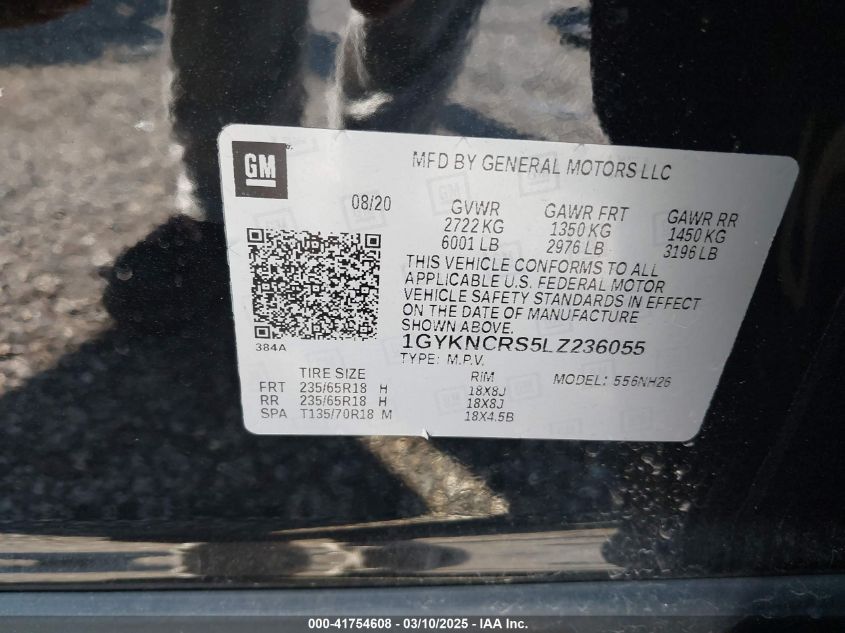 GM
MFD BY GENERAL MOTORS LLC
08/20
GVWR GAWR FRT GAWR RR
2722 KG 1350 KG 1450 KG
6001 LB 2976 LB 3196 LB
THIS VEHICLE CONFORMS TO ALL
APPLICABLE U.S. FEDERAL MOTOR
VEHICLE SAFETY STANDARDS IN EFFECT
ON THE DATE OF MANUFACTURE
SHOWN ABOVE.
384A
1GYKNCRS5LZ236055
TYPE: M.P.V.
TIRE SIZE RIM MODEL: 556NH26
FRT 235/65R18 H 18X8J
RR 235/65R18 H 18X8J
SPA T135/70R18 M 18X4.5B
000-41754608 — 03/10/2025 — IAA Inc.